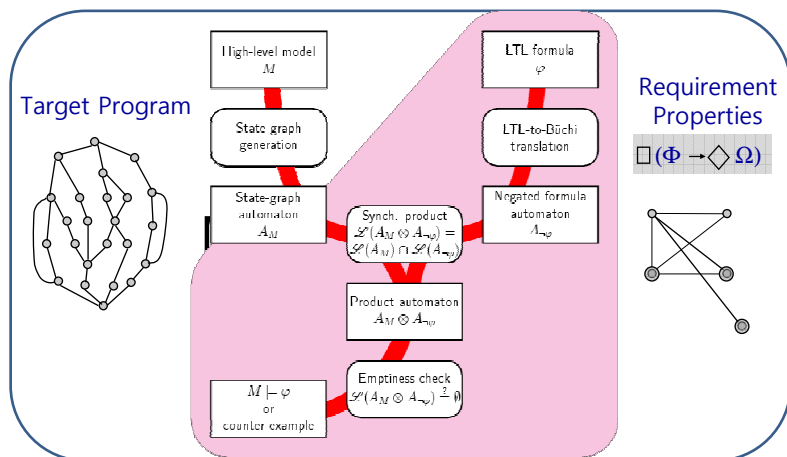 Target Program
High-level model
M
State graph
generation
State-graph
automaton
A_M
LTL formula
φ
LTL-to-Büchi
translation
Negated formula
automaton
A_¬φ
Requirement
Properties
□ (Φ → ◇ Ω)
Synch. product
ℒ(A_M ⊗ A_¬φ) =
ℒ(A_M) ∩ ℒ(A_¬φ)
Product automaton
A_M ⊗ A_¬φ
Emptiness check
ℒ(A_M ⊗ A_¬φ) ≟ ∅
M ⊨ φ
or
counter example